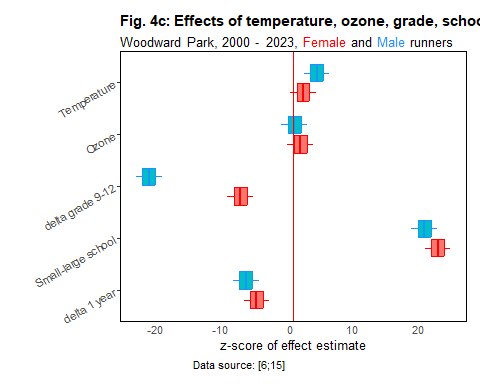 Fig. 4c: Effects of temperature, ozone, grade, schoo
Woodward Park, 2000 - 2023, Female and Male runners
Temperature
Ozone
delta grade 9-12
Small-large school
delta 1 year
-20 -10 0 10 20
z-score of effect estimate
Data source: [6;15]